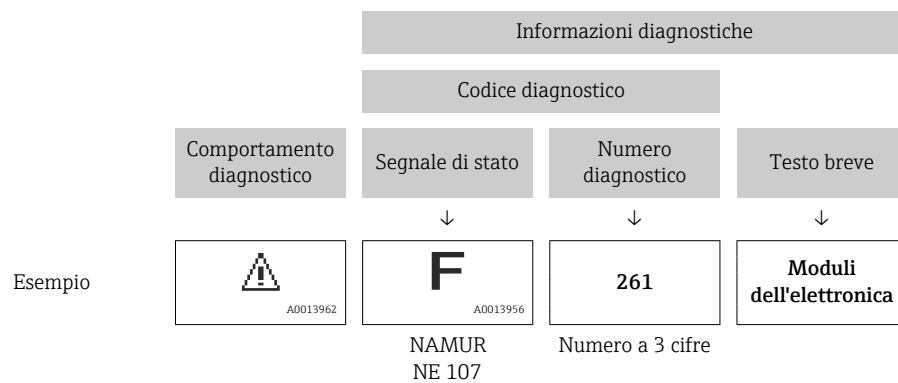 Informazioni diagnostiche
Codice diagnostico
Comportamento
diagnostico
Segnale di stato
Numero
diagnostico
Testo breve
↓ ↓ ↓
Esempio
A0013962
F
A0013956
261
Moduli
dell'elettronica
NAMUR
NE 107
Numero a 3 cifre